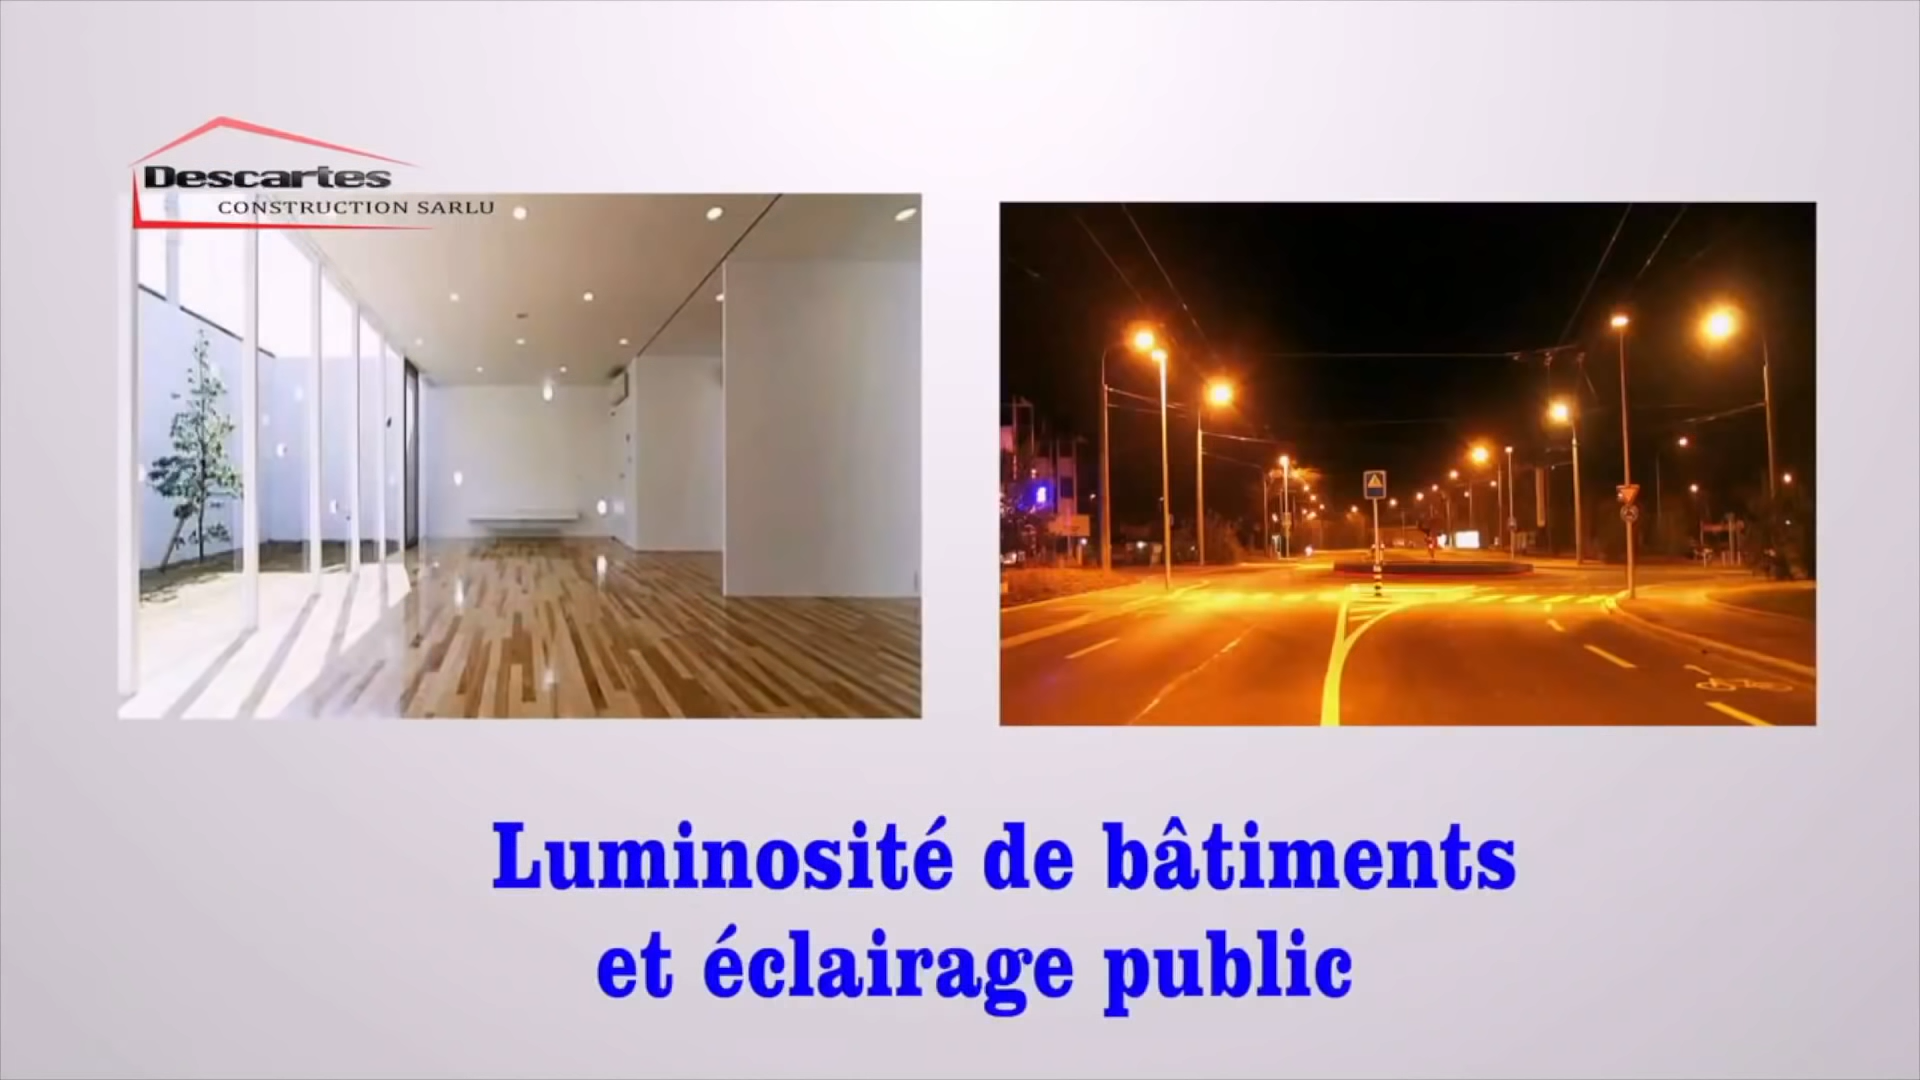 Descartes
CONSTRUCTION SARLU
Luminosité de bâtiments
et éclairage public